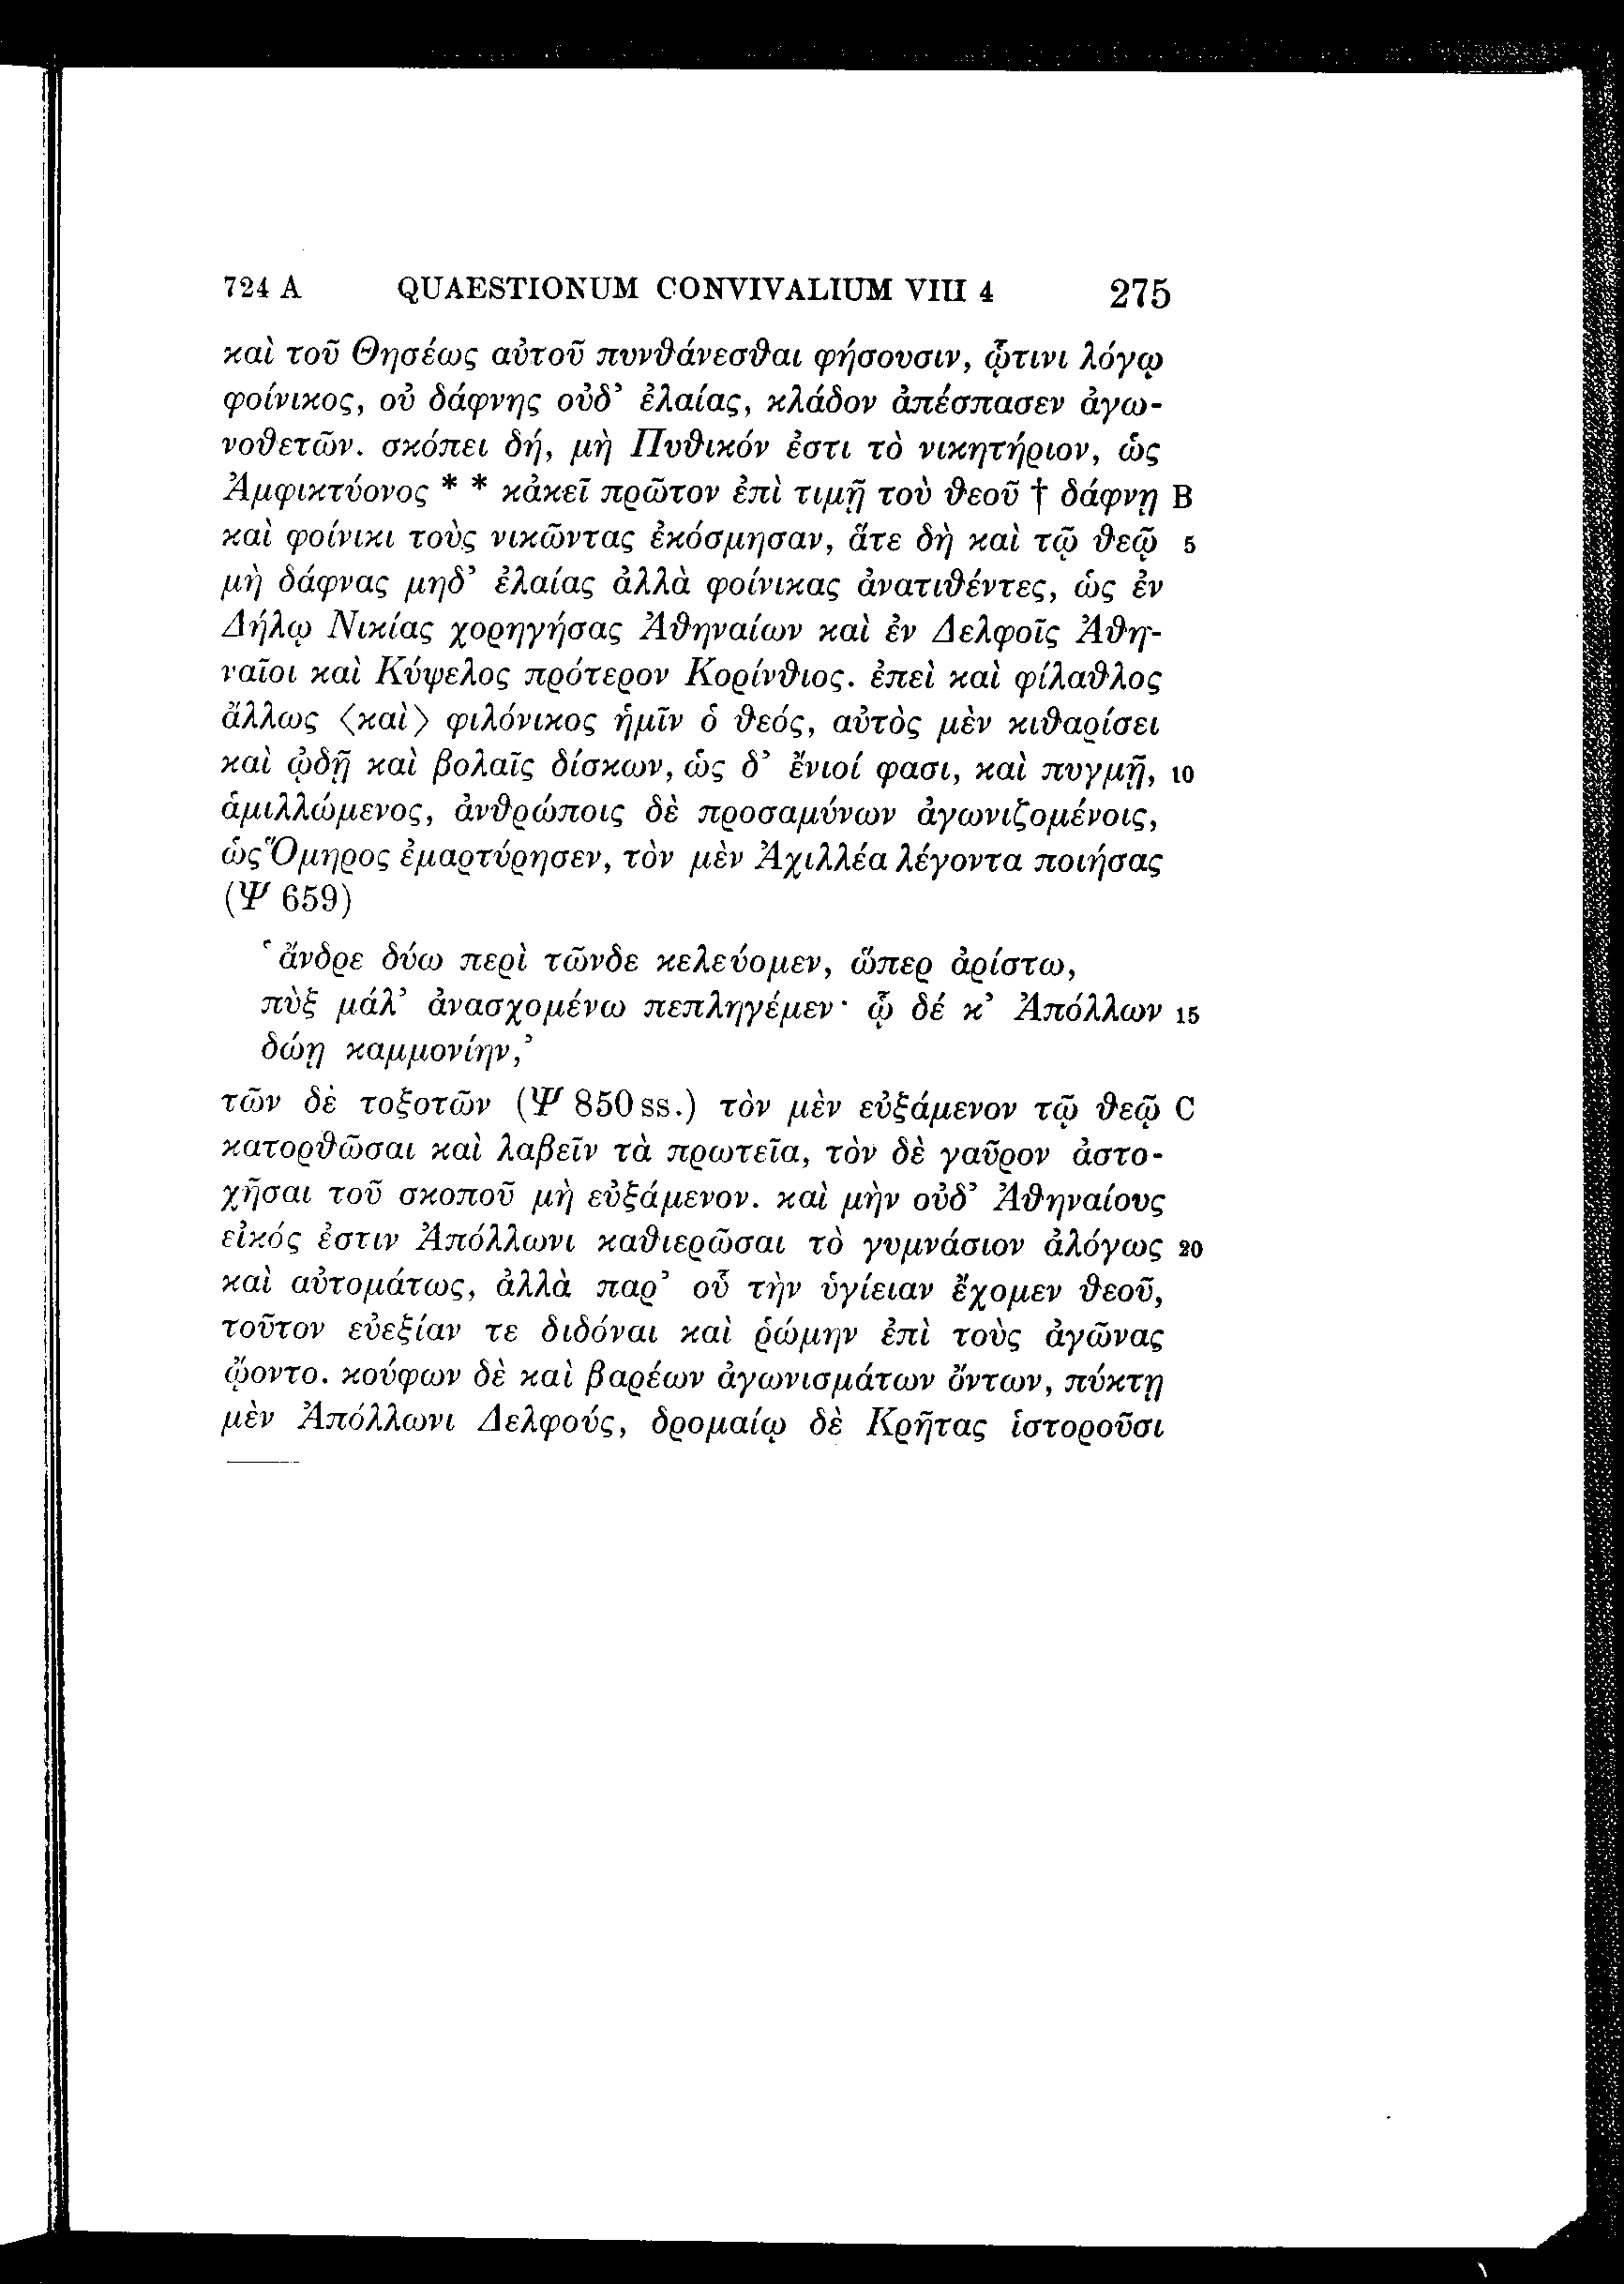 724 A QUAESTIONUM CONVIVALIUM VIII 4 275
καὶ τοῦ Θησέως αὐτοῦ πυνθάνεσθαι φήσουσιν, ᾧτινι λόγῳ
φοίνικος, οὐ δάφνης οὐδ’ ἐλαίας, κλάδον ἀπέσπασεν ἀγω-
νοθετῶν. σκόπει δή, μὴ Πυθικόν ἐστι τὸ νικητήριον, ὡς
Ἀμφικτύονος * * κἀκεῖ πρῶτον ἐπὶ τιμῇ τοῦ θεοῦ † δάφνῃ B
καὶ φοίνικι τοὺς νικῶντας ἐκόσμησαν, ἅτε δὴ καὶ τῷ θεῷ 5
μὴ δάφνας μηδ’ ἐλαίας ἀλλὰ φοίνικας ἀνατιθέντες, ὡς ἐν
Δήλῳ Νικίας χορηγήσας Ἀθηναίων καὶ ἐν Δελφοῖς Ἀθη-
ναῖοι καὶ Κύψελος πρότερον Κορίνθιος. ἐπεὶ καὶ φίλαθλος
ἄλλως ⟨καὶ⟩ φιλόνικος ἡμῖν ὁ θεός, αὐτὸς μὲν κιθαρίσει
καὶ ᾠδῇ καὶ βολαῖς δίσκων, ὡς δ’ ἔνιοί φασι, καὶ πυγμῇ, 10
ἁμιλλώμενος, ἀνθρώποις δὲ προσαμύνων ἀγωνιζομένοις,
ὡς Ὅμηρος ἐμαρτύρησεν, τὸν μὲν Ἀχιλλέα λέγοντα ποιήσας
(Ψ 659)
‘ἄνδρε δύω περὶ τῶνδε κελεύομεν, ὥπερ ἀρίστω,
πὺξ μάλ’ ἀνασχομένω πεπληγέμεν· ᾧ δέ κ’ Ἀπόλλων 15
δώῃ καμμονίην,’
τῶν δὲ τοξοτῶν (Ψ 850 ss.) τὸν μὲν εὐξάμενον τῷ θεῷ C
κατορθῶσαι καὶ λαβεῖν τὰ πρωτεῖα, τὸν δὲ γαῦρον ἀστο-
χῆσαι τοῦ σκοποῦ μὴ εὐξάμενον. καὶ μὴν οὐδ’ Ἀθηναίους
εἰκός ἐστιν Ἀπόλλωνι καθιερῶσαι τὸ γυμνάσιον ἀλόγως 20
καὶ αὐτομάτως, ἀλλὰ παρ’ οὗ τὴν ὑγίειαν ἔχομεν θεοῦ,
τοῦτον εὐεξίαν τε διδόναι καὶ ῥώμην ἐπὶ τοὺς ἀγῶνας
ᾤοντο. κούφων δὲ καὶ βαρέων ἀγωνισμάτων ὄντων, πύκτῃ
μὲν Ἀπόλλωνι Δελφούς, δρομαίῳ δὲ Κρῆτας ἱστοροῦσι